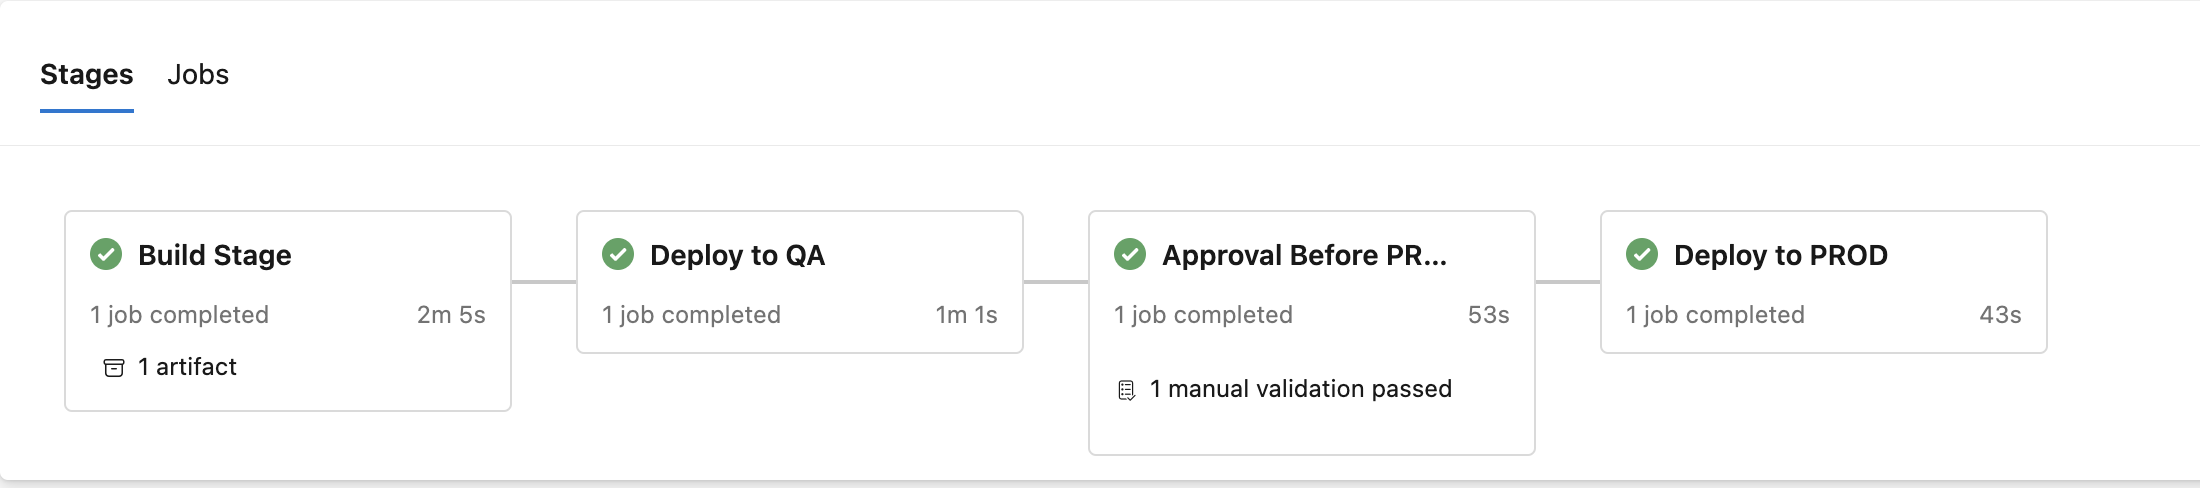 Stages Jobs
Build Stage
1 job completed 2m 5s
1 artifact
Deploy to QA
1 job completed 1m 1s
Approval Before PR...
1 job completed 53s
1 manual validation passed
Deploy to PROD
1 job completed 43s